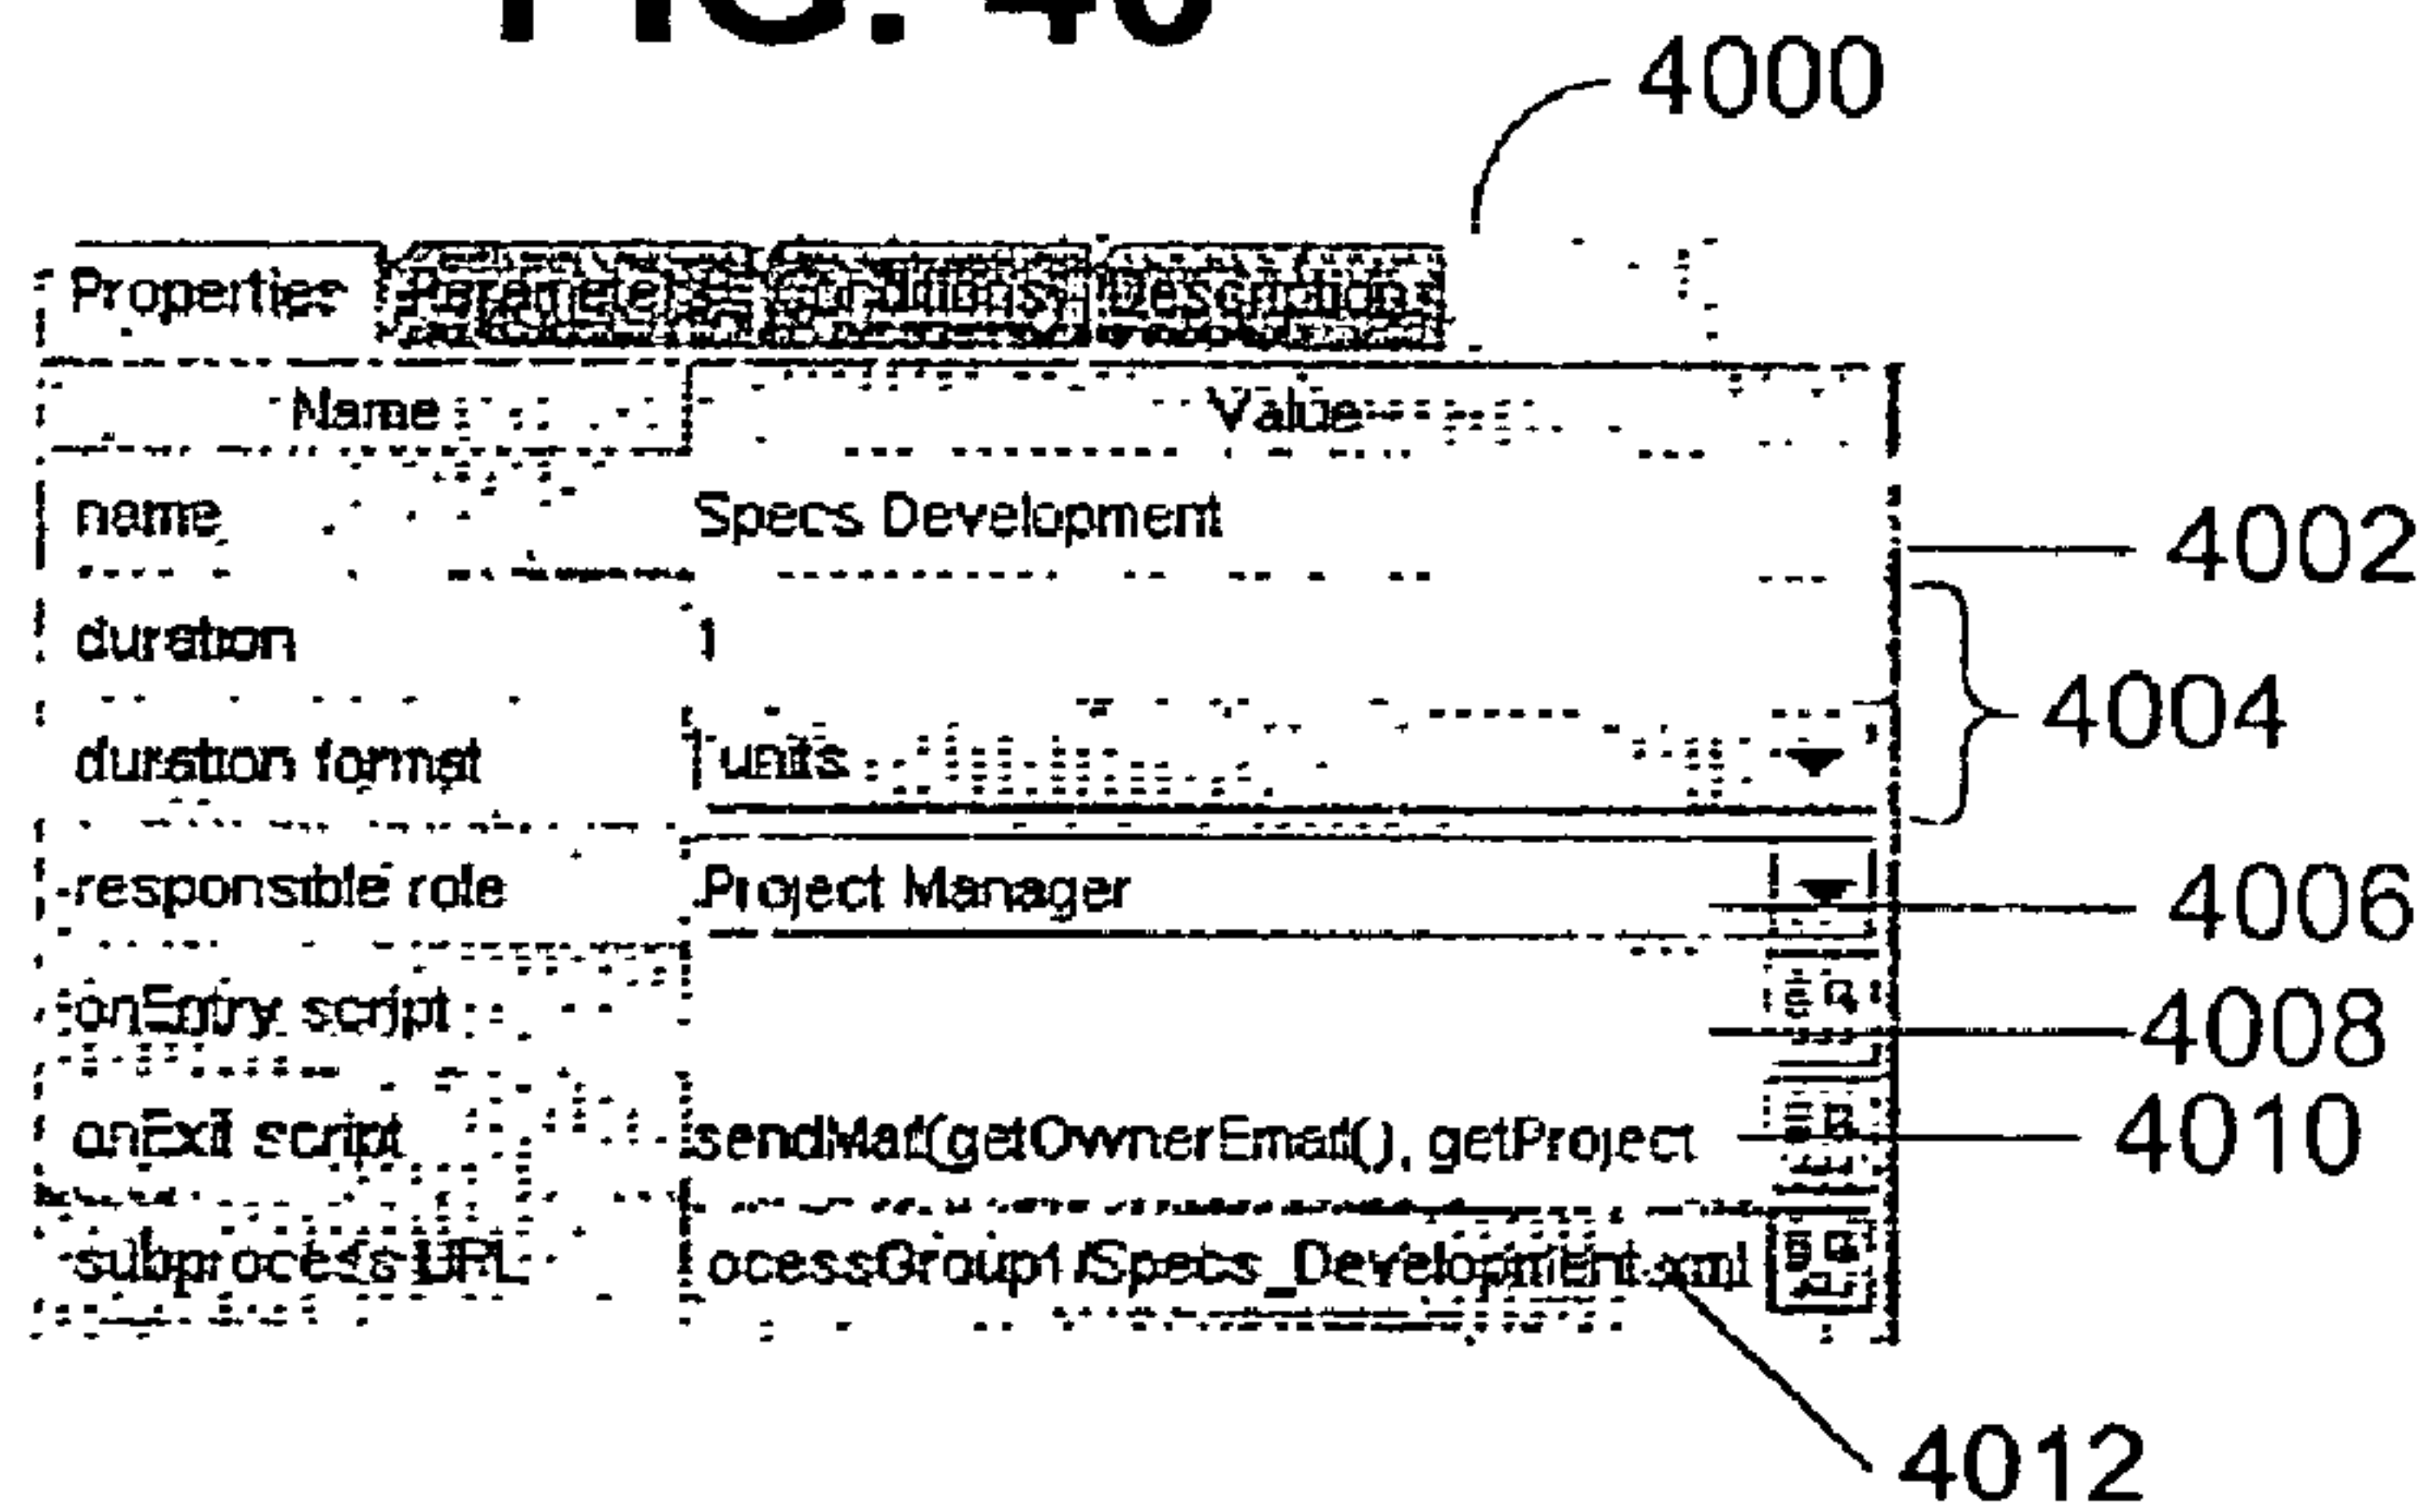 FIG. 40
4000
Properties Parameters Conditions Descriptions
Name Value
name Specs Development
4002
duration 1
4004
duration format units
responsible role Project Manager
4006
onEntry script
4008
onExit script sendMail(getOwnerEmail(), getProject
4010
subprocess URL ocessGroup1/Specs_Development.xml
4012